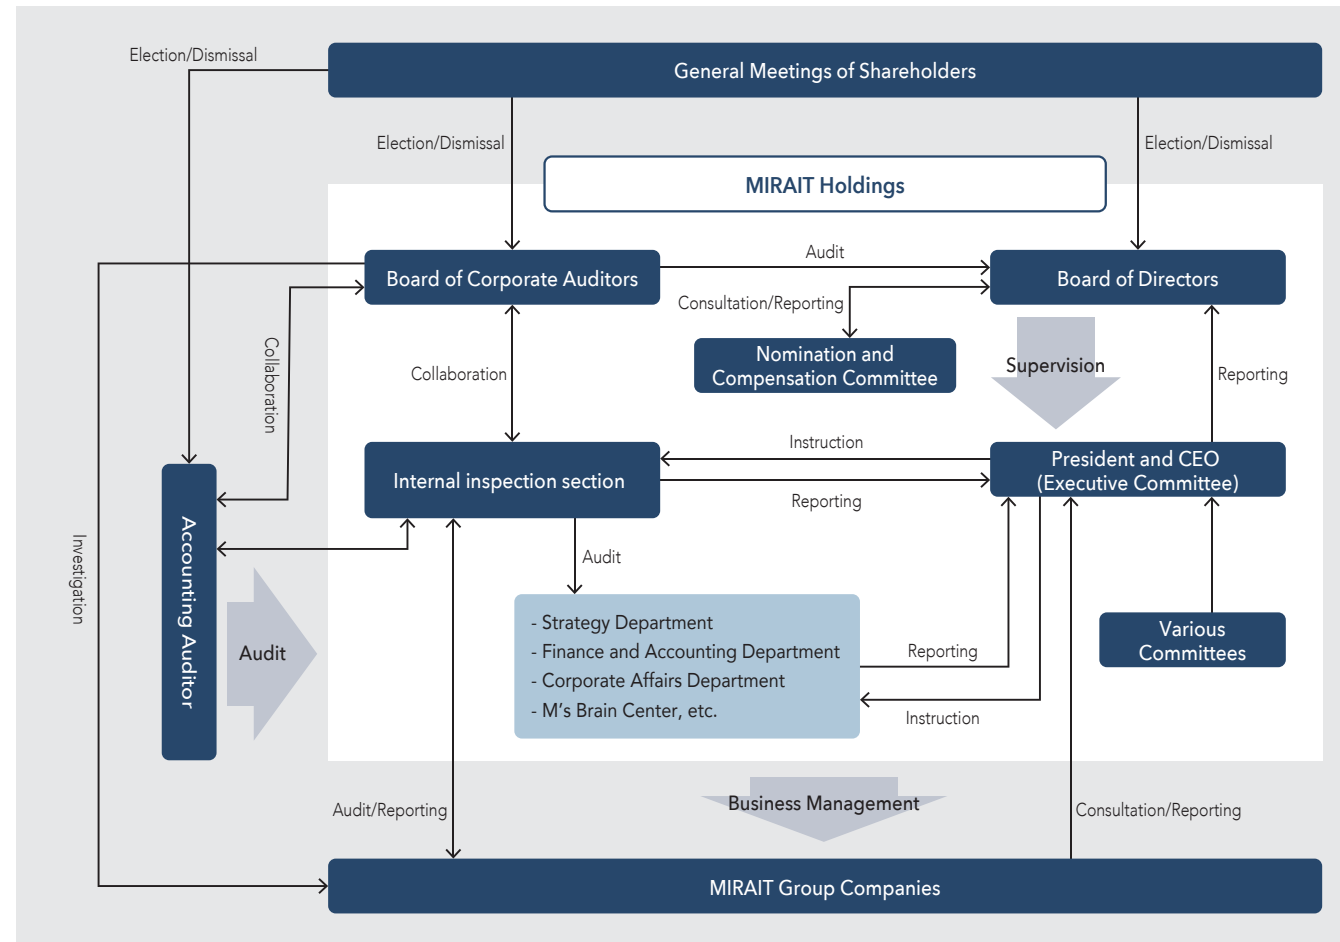 Election/Dismissal
General Meetings of Shareholders
Election/Dismissal
Election/Dismissal
MIRAIT Holdings
Board of Corporate Auditors
Audit
Board of Directors
Consultation/Reporting
Nomination and
Compensation Committee
Supervision
Reporting
Collaboration
Collaboration
Internal inspection section
Instruction
Reporting
President and CEO
(Executive Committee)
Investigation
Accounting Auditor
Audit
Audit
- Strategy Department
- Finance and Accounting Department
- Corporate Affairs Department
- M’s Brain Center, etc.
Reporting
Instruction
Various
Committees
Audit/Reporting
Business Management
Consultation/Reporting
MIRAIT Group Companies